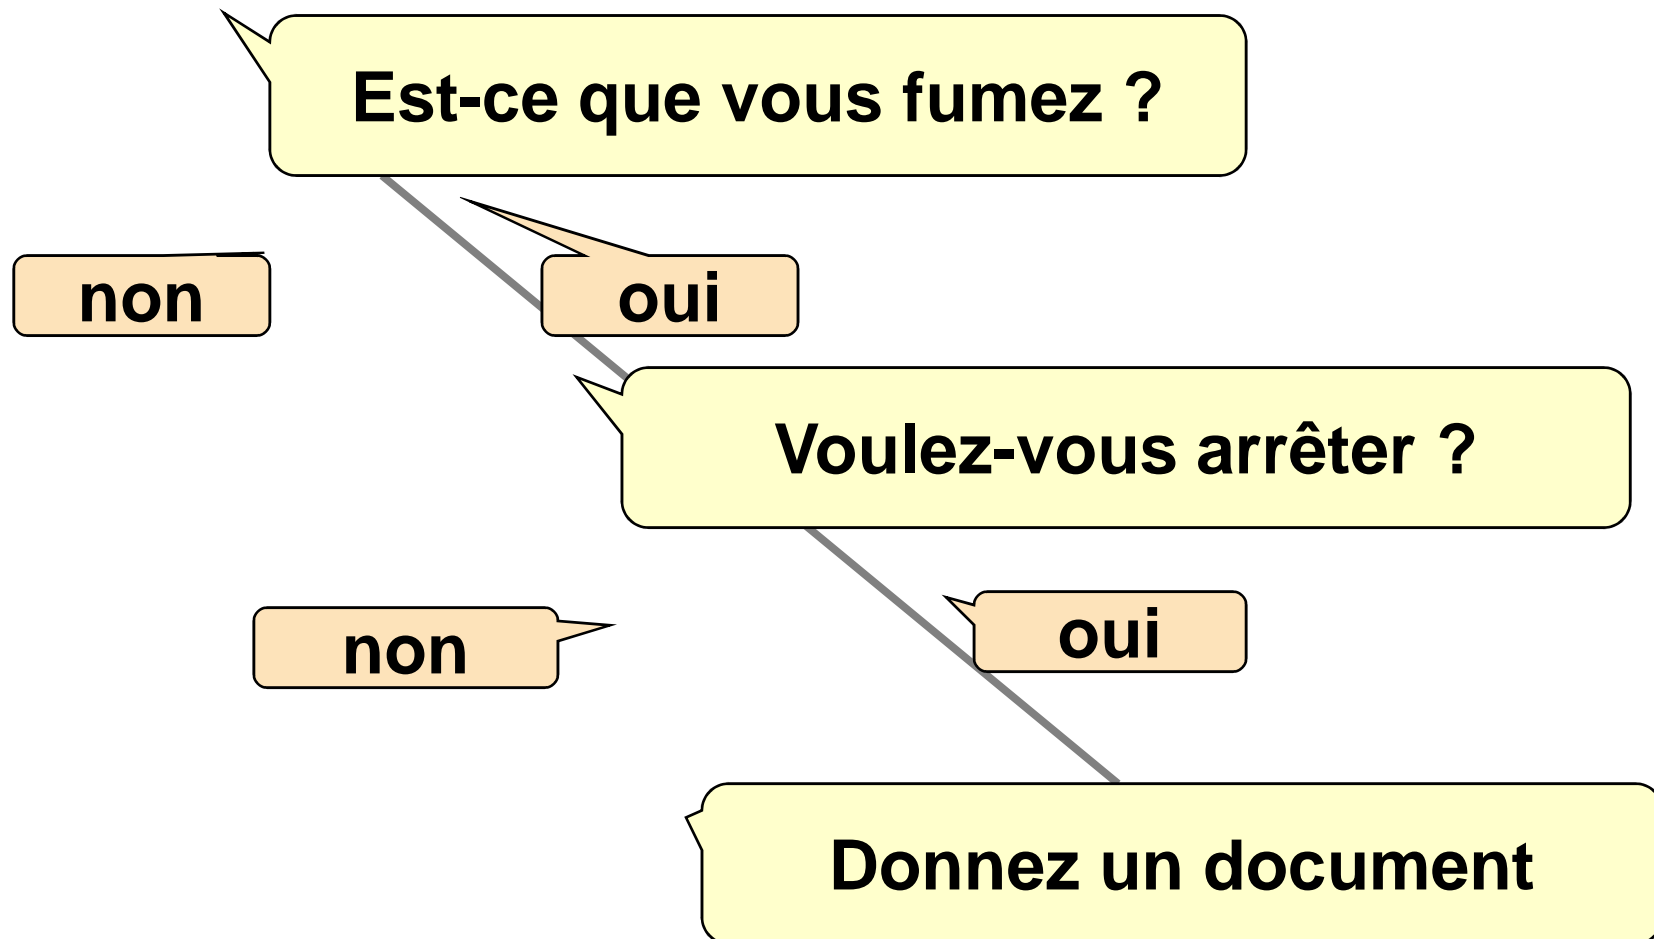 Est-ce que vous fumez ?
non
oui
Voulez-vous arrêter ?
non
oui
Donnez un document